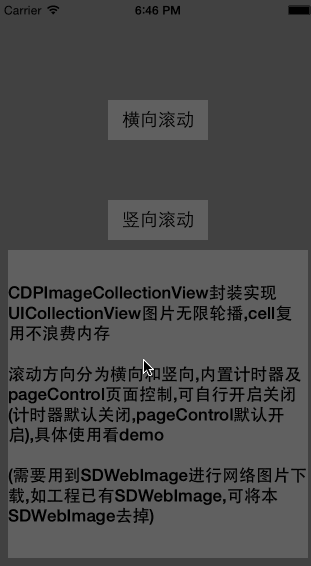 Carrier 6:46 PM
横向滚动
竖向滚动
CDPImageCollectionView封装实现
UICollectionView图片无限轮播,cell复
用不浪费内存
滚动方向分为横向和竖向,内置计时器及
pageControl页面控制,可自行开启关闭
(计时器默认关闭,pageControl默认开
启),具体使用看demo
(需要用到SDWebImage进行网络图片下
载,如工程已有SDWebImage,可将本
SDWebImage去掉)